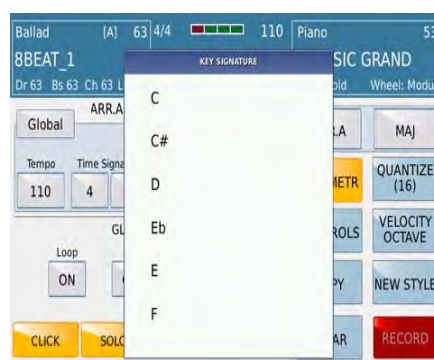 Ballad [A] 63 4/4 110 Piano 53
8BEAT_1 SIC GRAND
Dr 63 Bs 63 Ch 63 L old Wheel: Modu
KEY SIGNATURE
C
C#
D
Eb
E
F
ARR.A
Global
Tempo Time Signa
110 4
GL
Loop
ON
CLICK SOLO
.A MAJ
METR QUANTIZE (16)
ROLS VELOCITY OCTAVE
PY NEW STYLE
AR RECORD